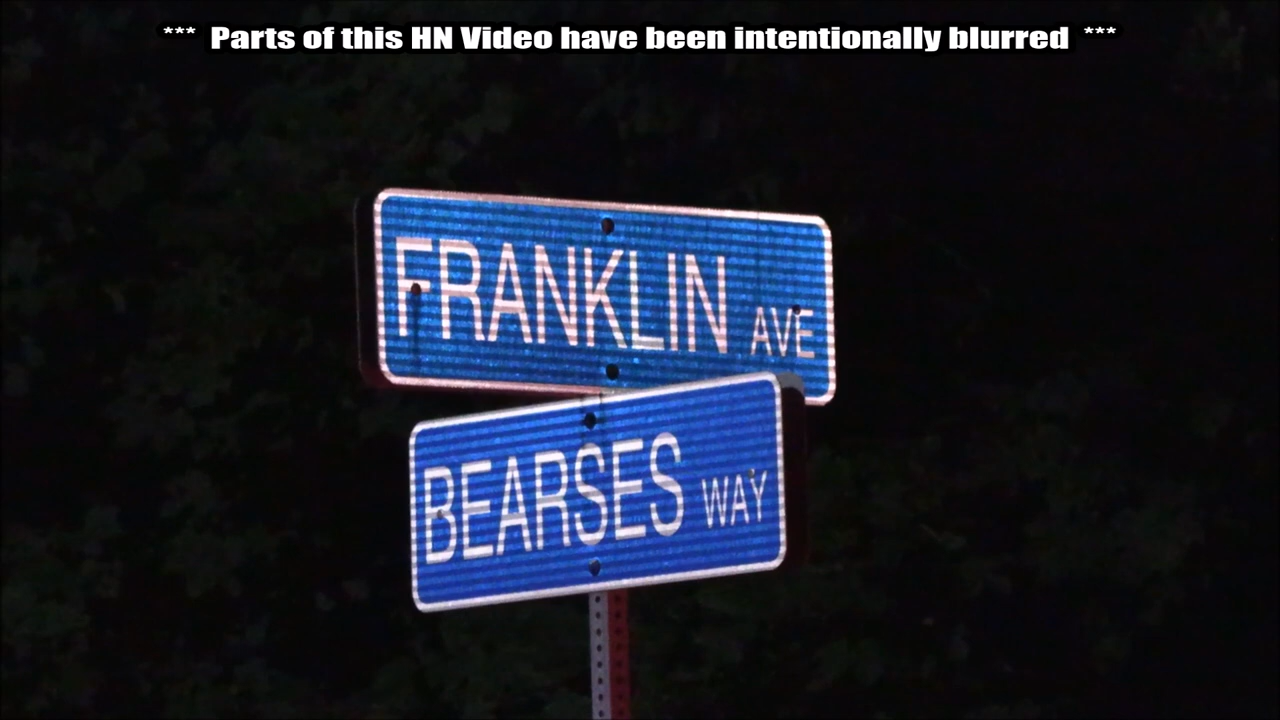 *** Parts of this HN Video have been intentionally blurred ***
FRANKLIN AVE
BEARSES WAY